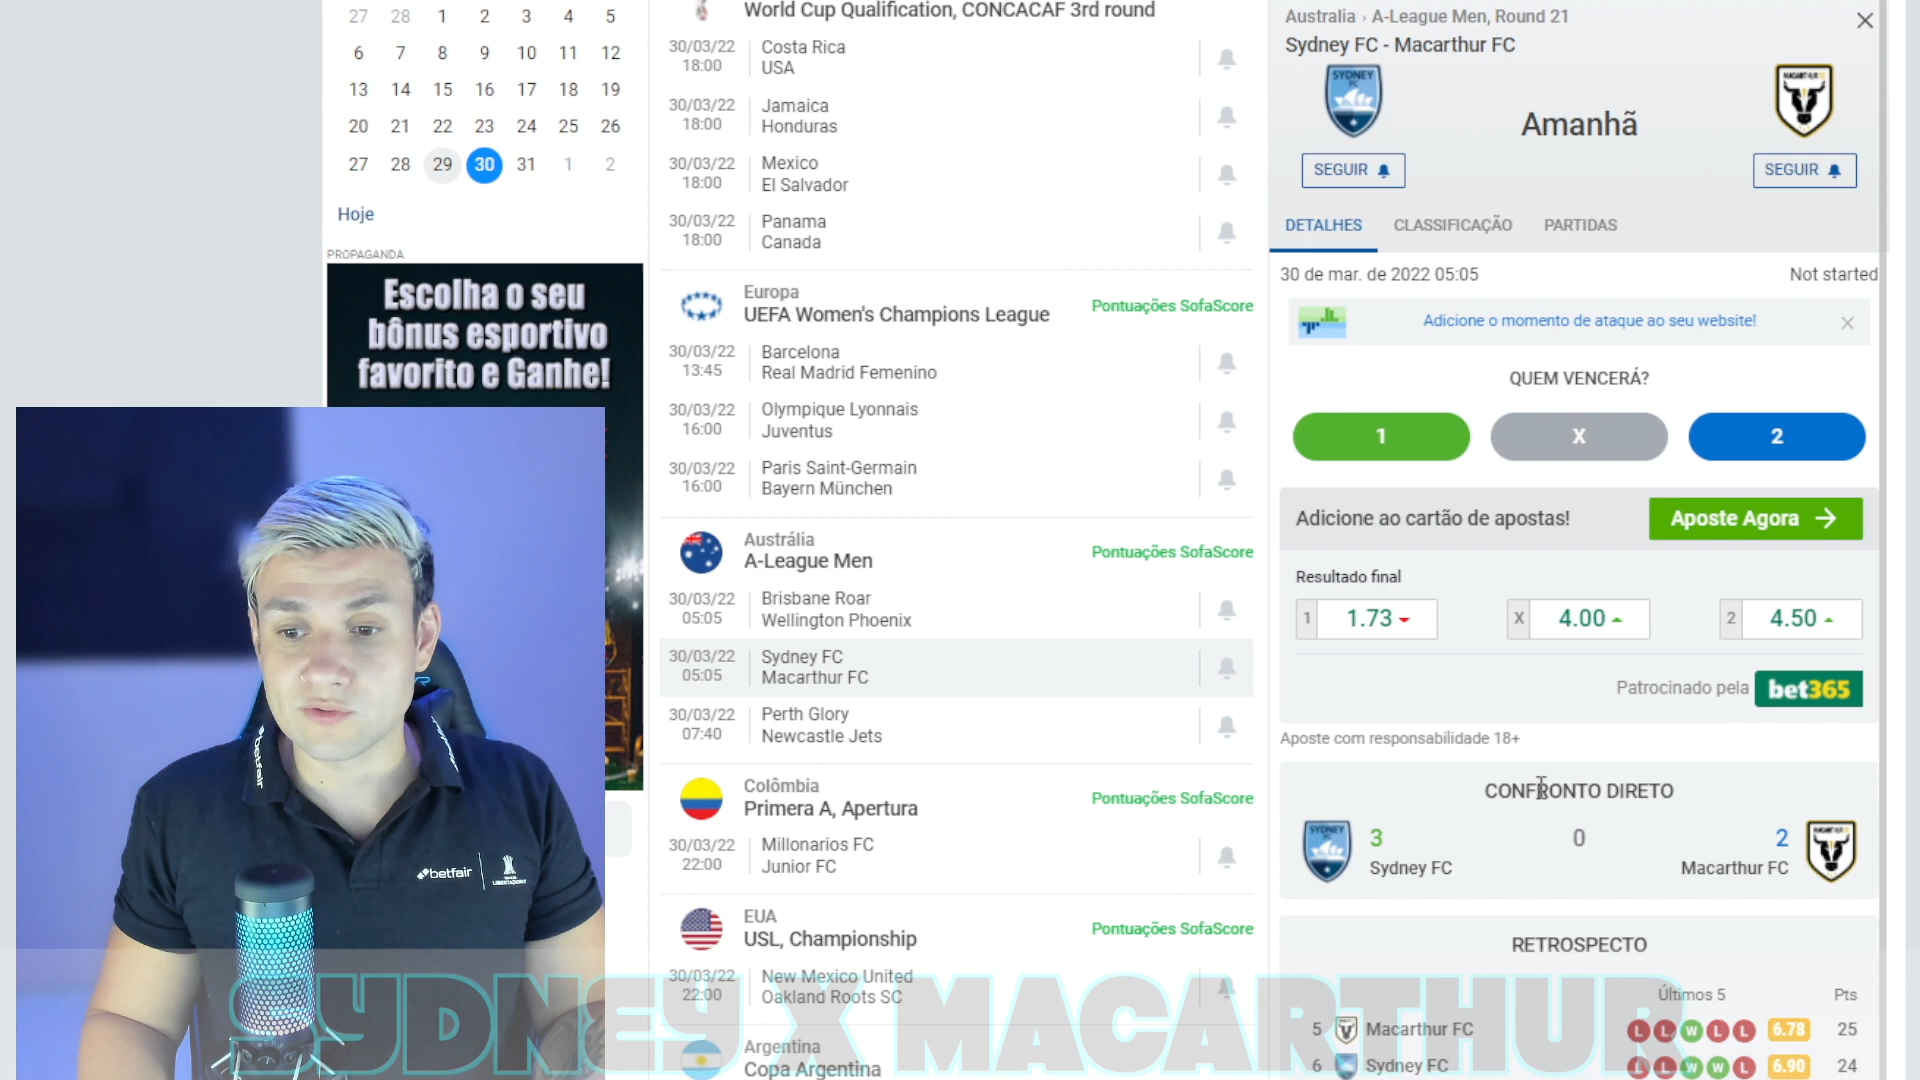 27 28 1 2 3 4 5
6 7 8 9 10 11 12
13 14 15 16 17 18 19
20 21 22 23 24 25 26
27 28 29 30 31 1 2
Hoje
PROPAGANDA
Escolha o seu
bônus esportivo
favorito e Ganhe!
betfair
betfair
LIBERTADORES
World Cup Qualification, CONCACAF 3rd round
30/03/22 Costa Rica
18:00 USA
30/03/22 Jamaica
18:00 Honduras
30/03/22 Mexico
18:00 El Salvador
30/03/22 Panama
18:00 Canada
Europa
UEFA Women's Champions League Pontuações SofaScore
30/03/22 Barcelona
13:45 Real Madrid Femenino
30/03/22 Olympique Lyonnais
16:00 Juventus
30/03/22 Paris Saint-Germain
16:00 Bayern München
Austrália
A-League Men Pontuações SofaScore
30/03/22 Brisbane Roar
05:05 Wellington Phoenix
30/03/22 Sydney FC
05:05 Macarthur FC
30/03/22 Perth Glory
07:40 Newcastle Jets
Colômbia
Primera A, Apertura Pontuações SofaScore
30/03/22 Millonarios FC
22:00 Junior FC
EUA
USL, Championship Pontuações SofaScore
30/03/22 New Mexico United
22:00 Oakland Roots SC
Argentina
Copa Argentina
Australia › A-League Men, Round 21
Sydney FC - Macarthur FC
SYDNEY
MACARTHUR
Amanhã
SEGUIR SEGUIR
DETALHES CLASSIFICAÇÃO PARTIDAS
30 de mar. de 2022 05:05 Not started
Adicione o momento de ataque ao seu website!
QUEM VENCERÁ?
1 X 2
Adicione ao cartão de apostas! Aposte Agora
Resultado final
1 1.73 X 4.00 2 4.50
Patrocinado pela bet365
Aposte com responsabilidade 18+
CONFRONTO DIRETO
3 0 2
Sydney FC Macarthur FC
RETROSPECTO
Últimos 5 Pts
5 Macarthur FC L L W L L 6.78 25
6 Sydney FC L L W W L 6.90 24
SYDNEY X MACARTHUR